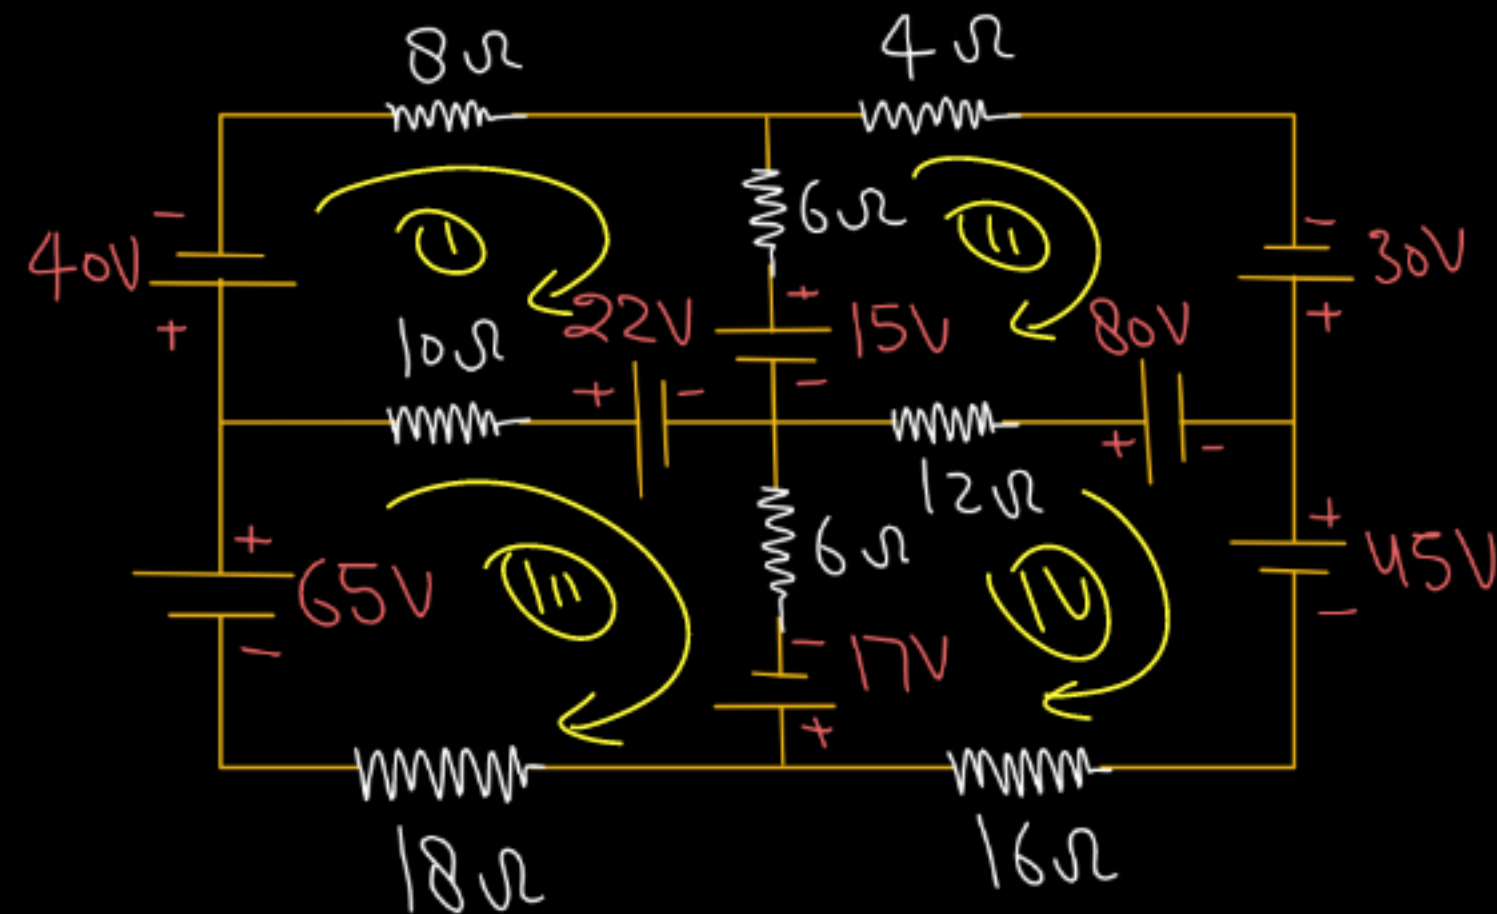 8Ω 4Ω
- 6Ω -
40V I II 30V
+ 10Ω 22V + 15V 80V +
+ - - + -
12Ω
+ 6Ω +
65V III IV 45V
- - 17V -
+
18Ω 16Ω